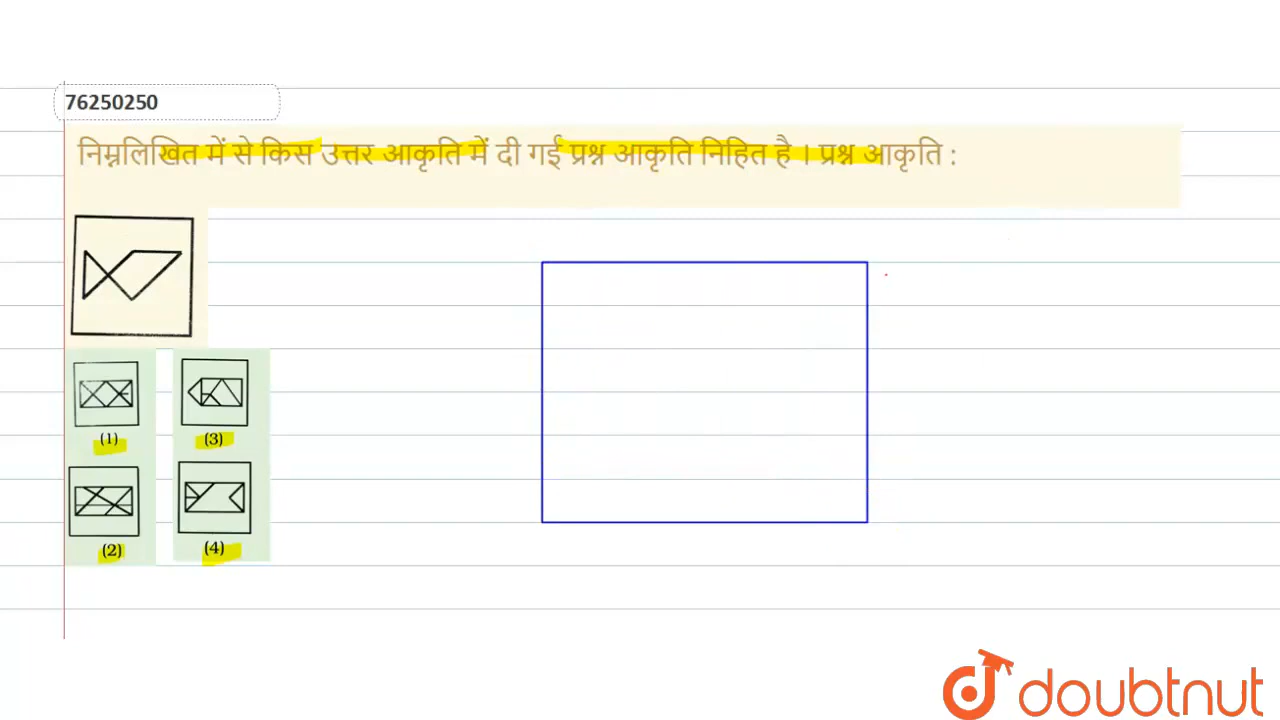 76250250
निम्नलिखित में से किस उत्तर आकृति में दी गई प्रश्न आकृति निहित है । प्रश्न आकृति :
(1)
(3)
(2)
(4)
doubtnut